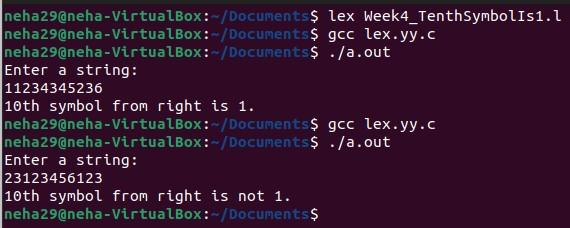 neha29@neha-VirtualBox:~/Documents$ lex Week4_TenthSymbolIs1.l
neha29@neha-VirtualBox:~/Documents$ gcc lex.yy.c
neha29@neha-VirtualBox:~/Documents$ ./a.out
Enter a string:
11234345236
10th symbol from right is 1.
neha29@neha-VirtualBox:~/Documents$ gcc lex.yy.c
neha29@neha-VirtualBox:~/Documents$ ./a.out
Enter a string:
23123456123
10th symbol from right is not 1.
neha29@neha-VirtualBox:~/Documents$